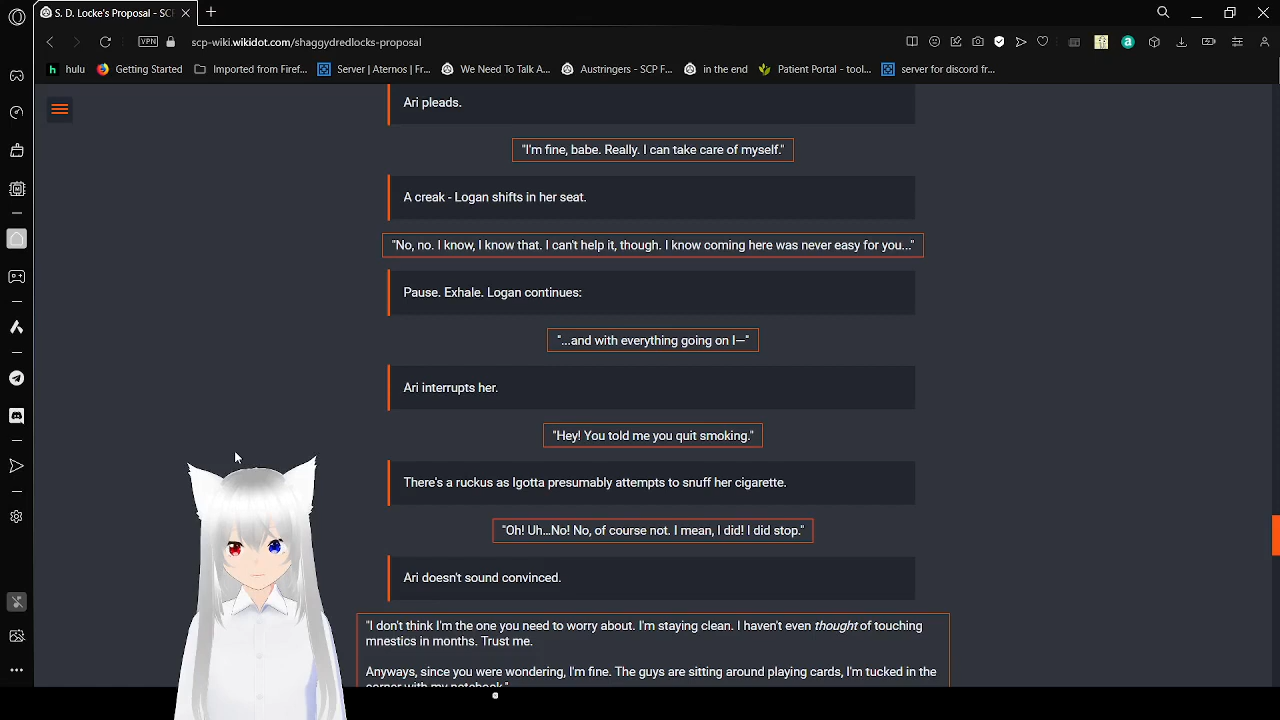 S. D. Locke's Proposal - SCP
scp-wiki.wikidot.com/shaggydredlocks-proposal
VPN
hulu
Getting Started
Imported from Firef...
Server | Aternos | Fr...
We Need To Talk A...
Austringers - SCP F...
in the end
Patient Portal - tool...
server for discord fr...
Ari pleads.
"I'm fine, babe. Really. I can take care of myself."
A creak - Logan shifts in her seat.
"No, no. I know, I know that. I can't help it, though. I know coming here was never easy for you..."
Pause. Exhale. Logan continues:
"...and with everything going on I—"
Ari interrupts her.
"Hey! You told me you quit smoking."
There's a ruckus as Igotta presumably attempts to snuff her cigarette.
"Oh! Uh...No! No, of course not. I mean, I did! I did stop."
Ari doesn't sound convinced.
"I don't think I'm the one you need to worry about. I'm staying clean. I haven't even thought of touching
mnestics in months. Trust me.
Anyways, since you were wondering, I'm fine. The guys are sitting around playing cards, I'm tucked in the
corner with my notebook."